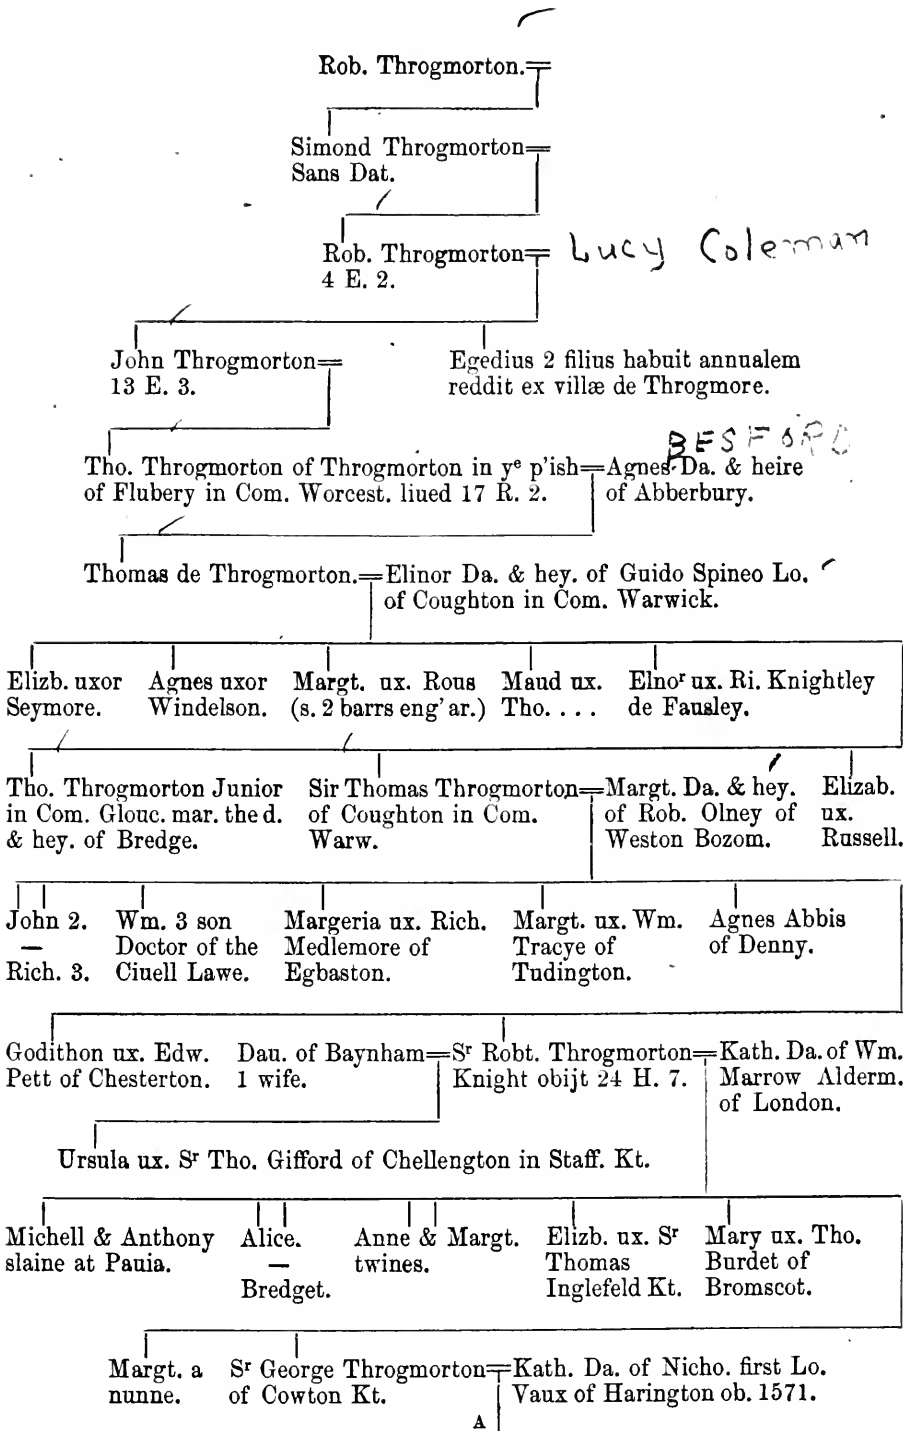 Rob. Throgmorton.
Simond Throgmorton
Sans Dat.
Rob. Throgmorton Lucy Coleman
4 E. 2.
John Throgmorton
13 E. 3.
Egedius 2 filius habuit annualem
reddit ex villæ de Throgmore.
BESFORD
Tho. Throgmorton of Throgmorton in yᵉ p'ish
of Flubery in Com. Worcest. liued 17 R. 2.
Agnes Da. & heire
of Abberbury.
Thomas de Throgmorton.
Elinor Da. & hey. of Guido Spineo Lo.
of Coughton in Com. Warwick.
Elizb. uxor
Seymore.
Agnes uxor
Windelson.
Margt. ux. Rous
(s. 2 barrs eng' ar.)
Maud ux.
Tho. . . .
Elnoʳ ux. Ri. Knightley
de Fausley.
Tho. Throgmorton Junior
in Com. Glouc. mar. the d.
& hey. of Bredge.
Sir Thomas Throgmorton
of Coughton in Com.
Warw.
Margt. Da. & hey.
of Rob. Olney of
Weston Bozom.
Elizab.
ux.
Russell.
John 2.
—
Rich. 3.
Wm. 3 son
Doctor of the
Ciuell Lawe.
Margeria ux. Rich.
Medlemore of
Egbaston.
Margt. ux. Wm.
Tracye of
Tudington.
Agnes Abbis
of Denny.
Godithon ux. Edw.
Pett of Chesterton.
Dau. of Baynham
1 wife.
Sʳ Robt. Throgmorton
Knight obijt 24 H. 7.
Kath. Da. of Wm.
Marrow Alderm.
of London.
Ursula ux. Sʳ Tho. Gifford of Chellengton in Staff. Kt.
Michell & Anthony
slaine at Pauia.
Alice.
—
Bredget.
Anne & Margt.
twines.
Elizb. ux. Sʳ
Thomas
Inglefeld Kt.
Mary ux. Tho.
Burdet of
Bromscot.
Margt. a
nunne.
Sʳ George Throgmorton
of Cowton Kt.
Kath. Da. of Nicho. first Lo.
Vaux of Harington ob. 1571.
A